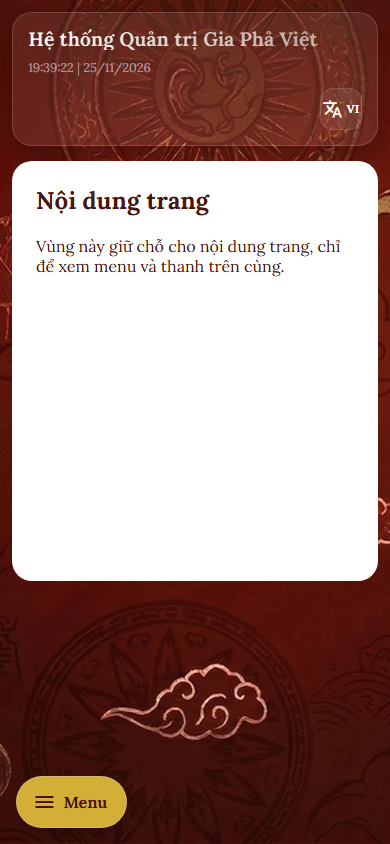 Hệ thống Quản trị Gia Phả Việt
19:39:22 | 25/11/2026
VI
Nội dung trang
Vùng này giữ chỗ cho nội dung trang, chỉ
để xem menu và thanh trên cùng.
Menu